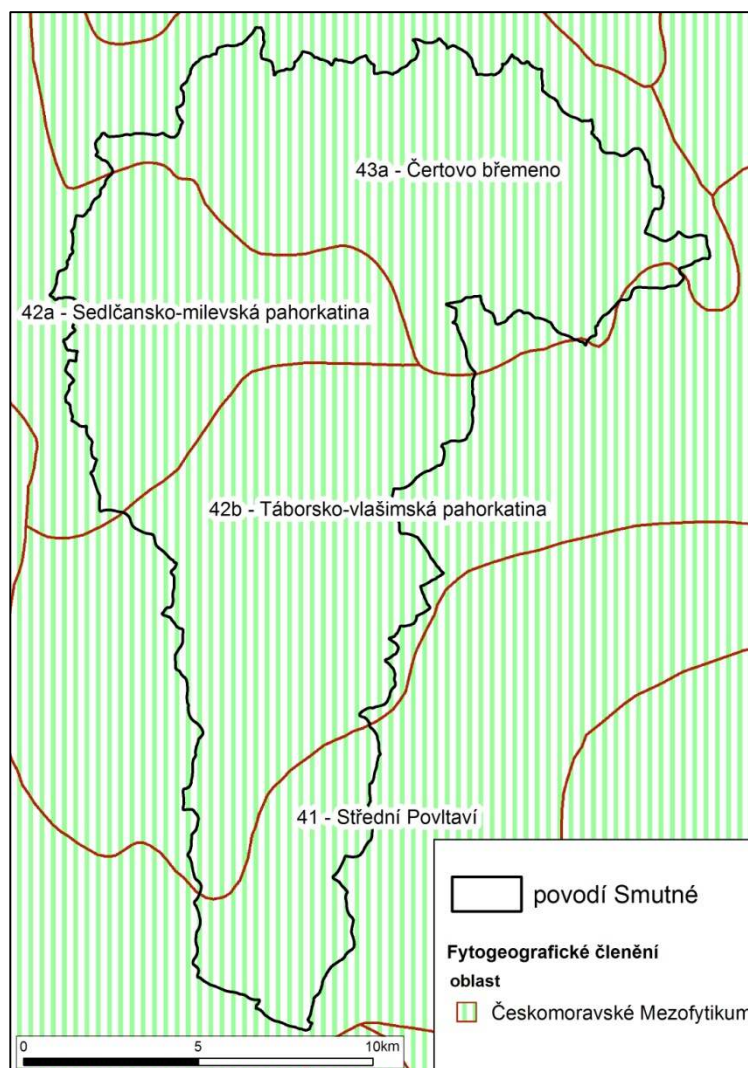 43a - Čertovo břemeno
42a - Sedlčansko-milevská pahorkatina
42b - Táborsko-vlašimská pahorkatina
41 - Střední Povltaví
povodí Smutné
Fytogeografické členění
oblast
Českomoravské Mezofytikum
0 5 10km